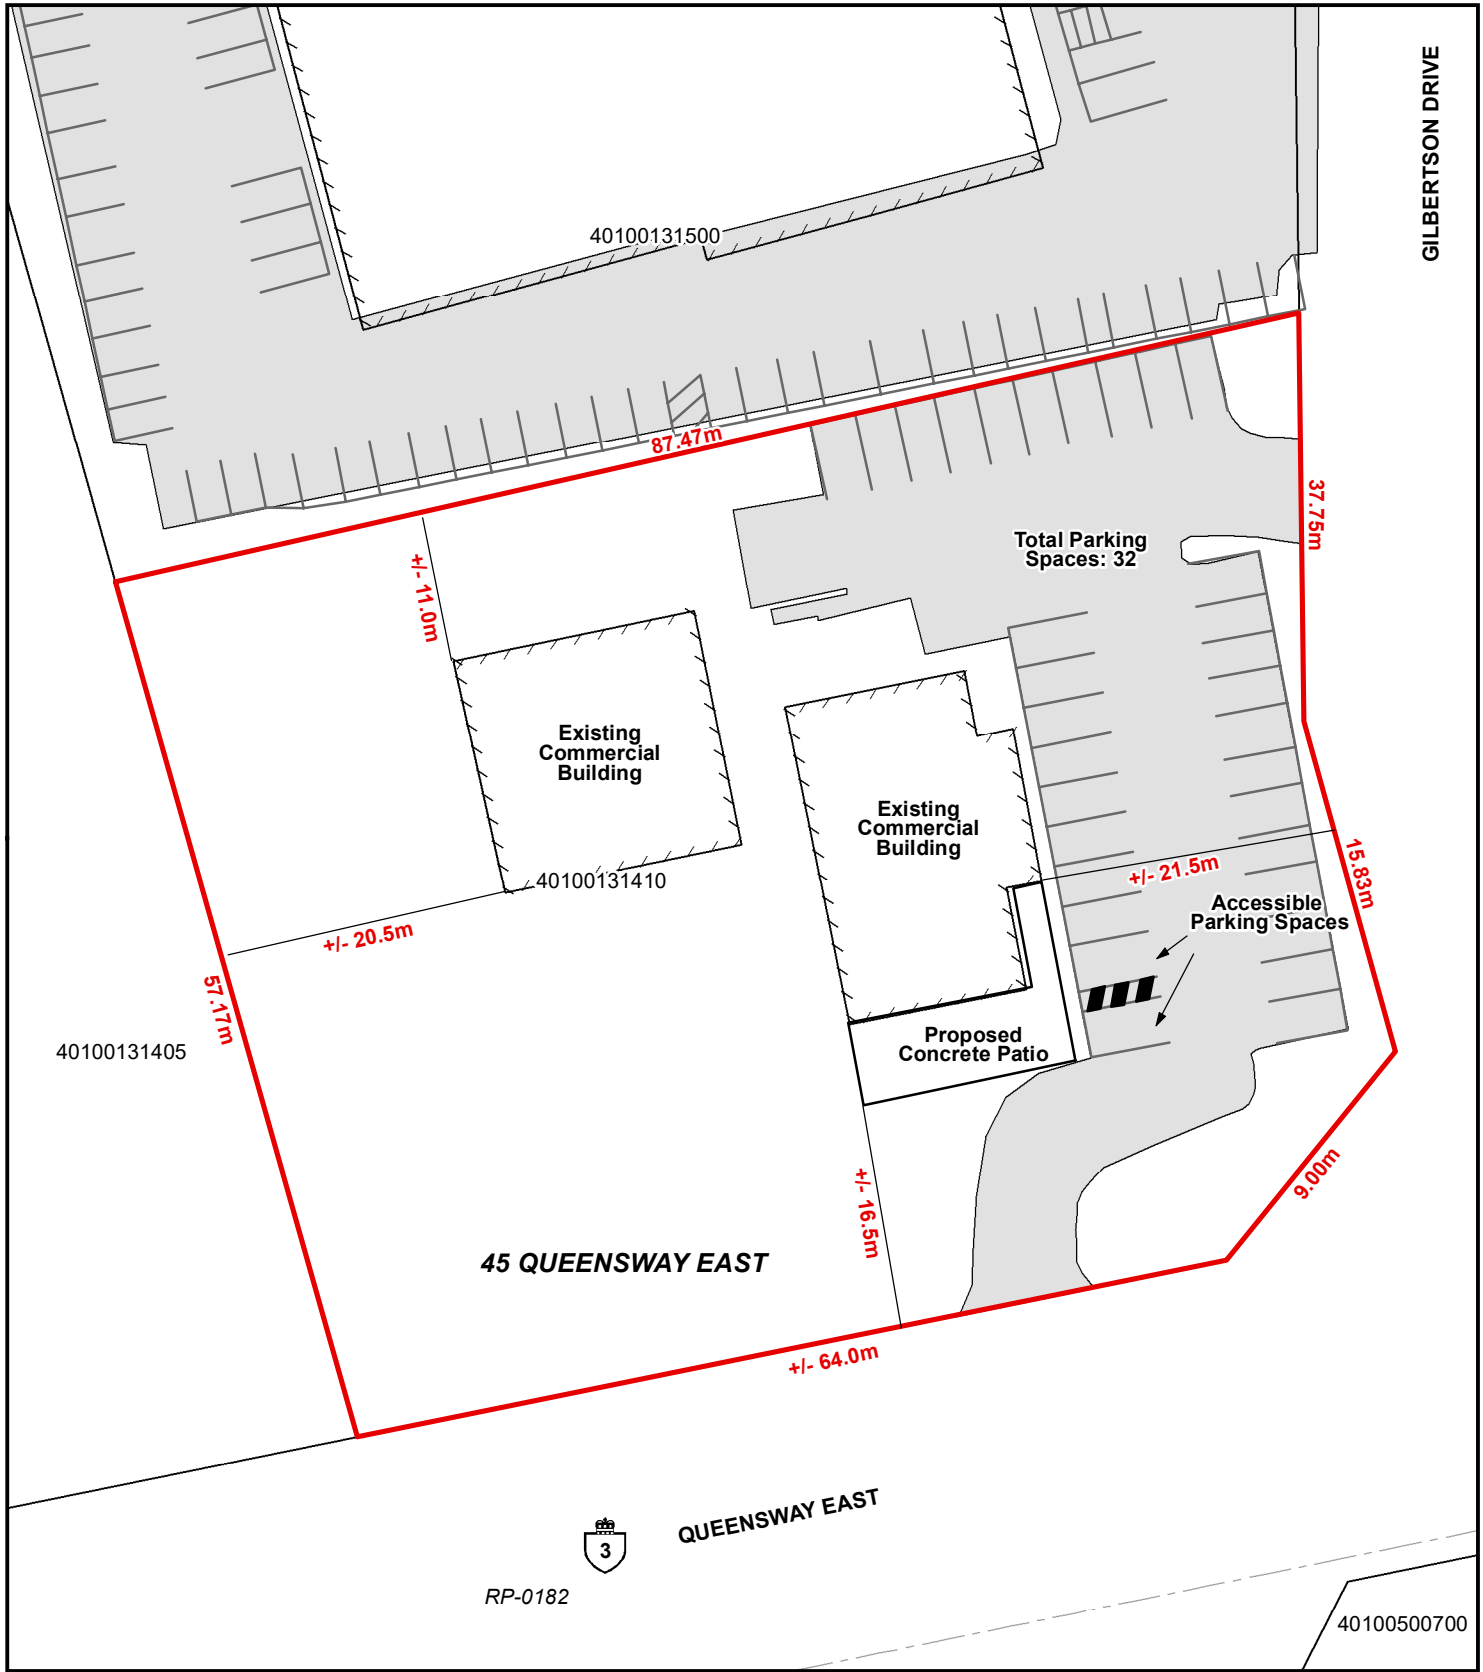 GILBERTSON DRIVE
40100131500
87.47m
37.75m
Total Parking
Spaces: 32
+/- 11.0m
Existing
Commercial
Building
Existing
Commercial
Building
+/- 21.5m
15.83m
40100131410
Accessible
Parking Spaces
+/- 20.5m
57.17m
40100131405
Proposed
Concrete Patio
9.00m
+/- 16.5m
45 QUEENSWAY EAST
+/- 64.0m
QUEENSWAY EAST
3
RP-0182
40100500700